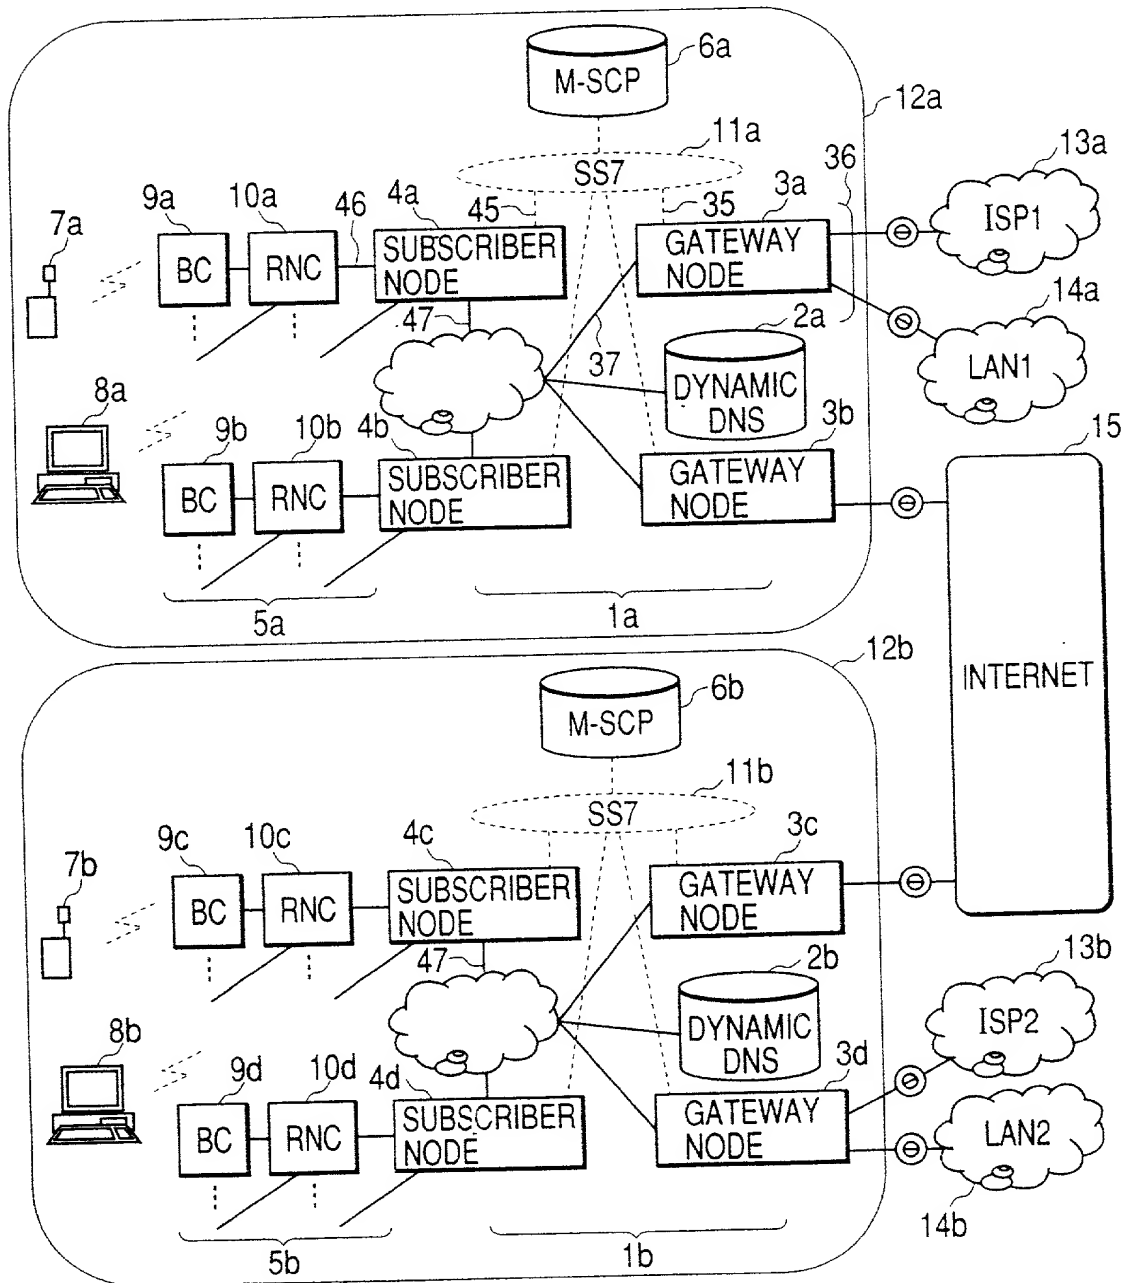 6a
M-SCP
12a
11a
13a
SS7
36
9a
10a
4a
3a
46
45
35
7a
ISP1
BC
RNC
SUBSCRIBER
NODE
GATEWAY
NODE
14a
47
2a
37
LAN1
DYNAMIC
DNS
8a
9b
10b
4b
3b
15
BC
RNC
SUBSCRIBER
NODE
GATEWAY
NODE
5a
1a
12b
INTERNET
6b
M-SCP
11b
SS7
9c
10c
4c
3c
7b
BC
RNC
SUBSCRIBER
NODE
GATEWAY
NODE
47
2b
13b
ISP2
DYNAMIC
DNS
8b
9d
10d
4d
3d
BC
RNC
SUBSCRIBER
NODE
GATEWAY
NODE
LAN2
14b
5b
1b